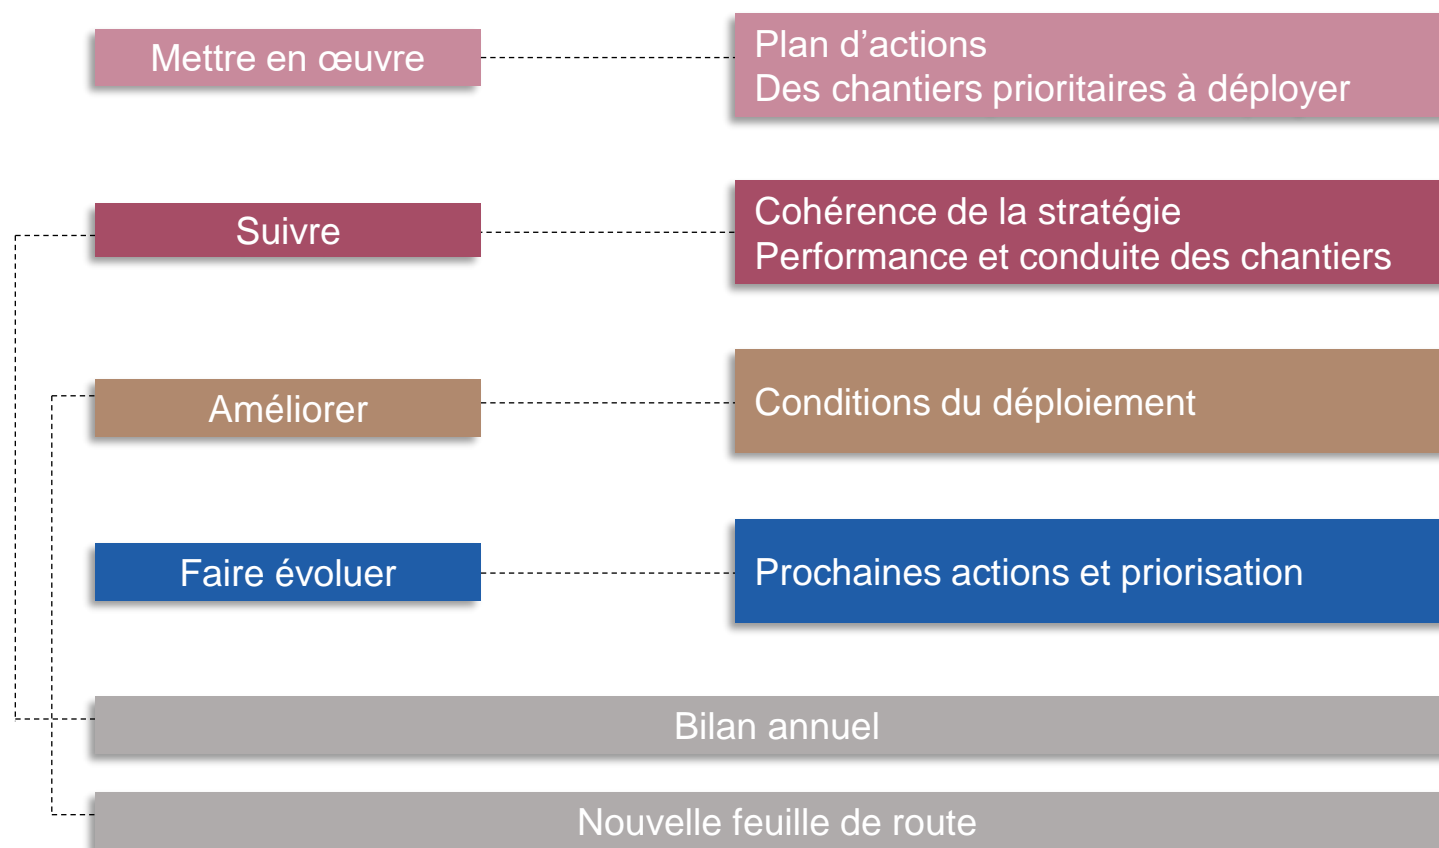 Mettre en œuvre
Plan d’actions
Des chantiers prioritaires à déployer
Suivre
Cohérence de la stratégie
Performance et conduite des chantiers
Améliorer
Conditions du déploiement
Faire évoluer
Prochaines actions et priorisation
Bilan annuel
Nouvelle feuille de route